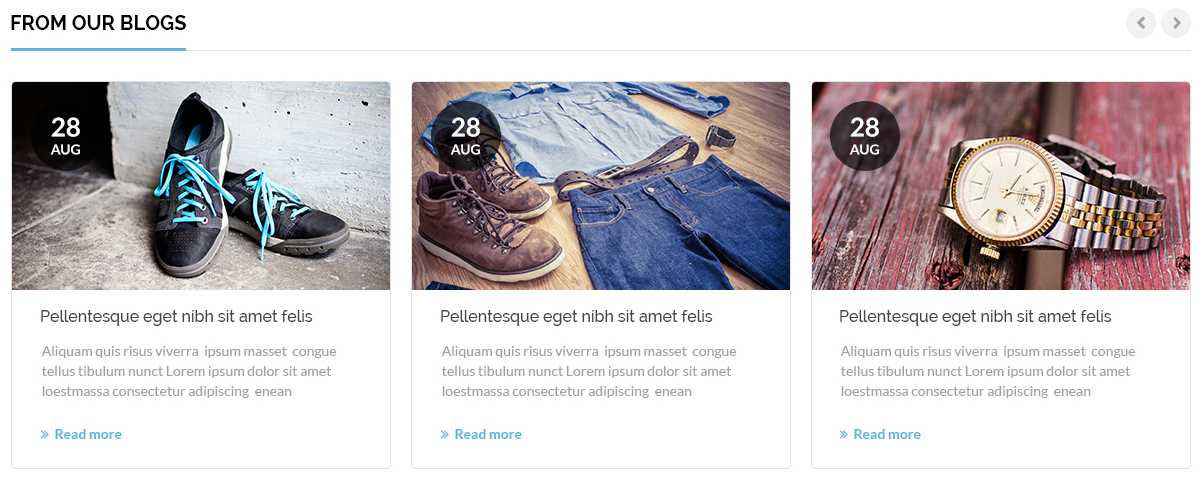 FROM OUR BLOGS
28
AUG
Pellentesque eget nibh sit amet felis
Aliquam quis risus viverra ipsum masset congue
tellus tibulum nunct Lorem ipsum dolor sit amet
loestmassa consectetur adipiscing enean
» Read more
28
AUG
Pellentesque eget nibh sit amet felis
Aliquam quis risus viverra ipsum masset congue
tellus tibulum nunct Lorem ipsum dolor sit amet
loestmassa consectetur adipiscing enean
» Read more
28
AUG
Pellentesque eget nibh sit amet felis
Aliquam quis risus viverra ipsum masset congue
tellus tibulum nunct Lorem ipsum dolor sit amet
loestmassa consectetur adipiscing enean
» Read more